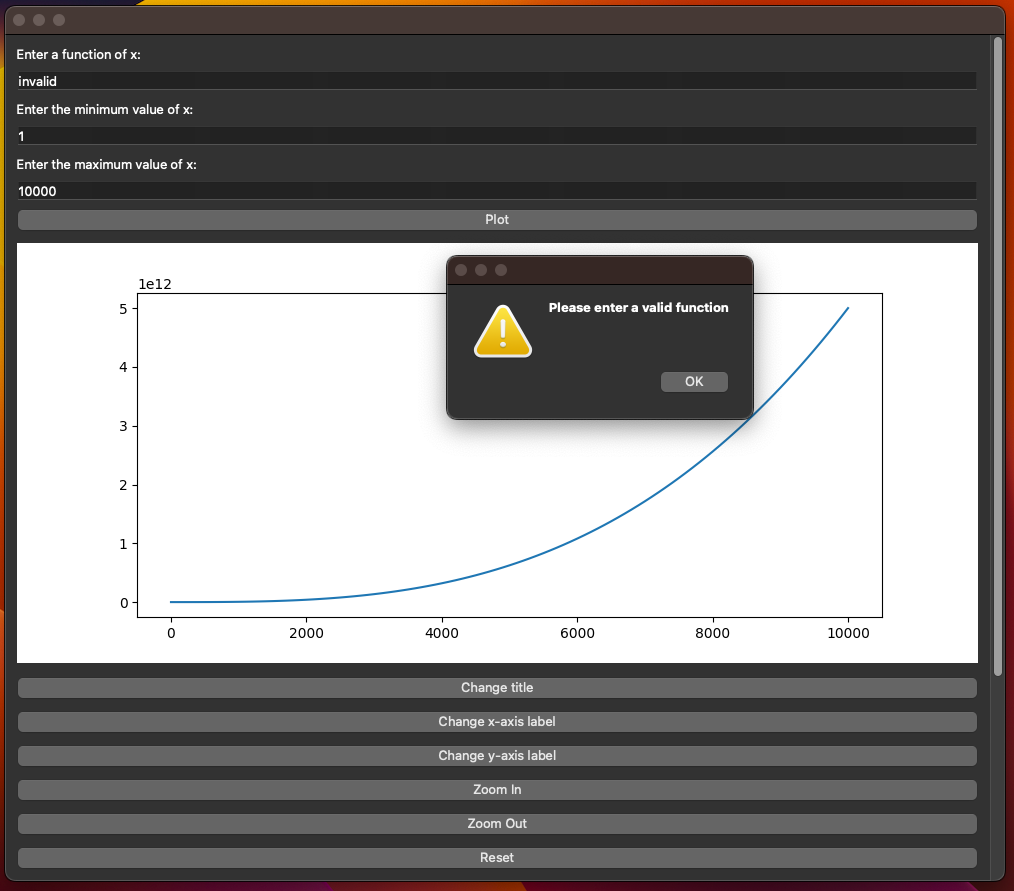 Enter a function of x:
invalid
Enter the minimum value of x:
1
Enter the maximum value of x:
10000
Plot
1e12
5
4
3
2
1
0
0 2000 4000 6000 8000 10000
Please enter a valid function
OK
Change title
Change x-axis label
Change y-axis label
Zoom In
Zoom Out
Reset